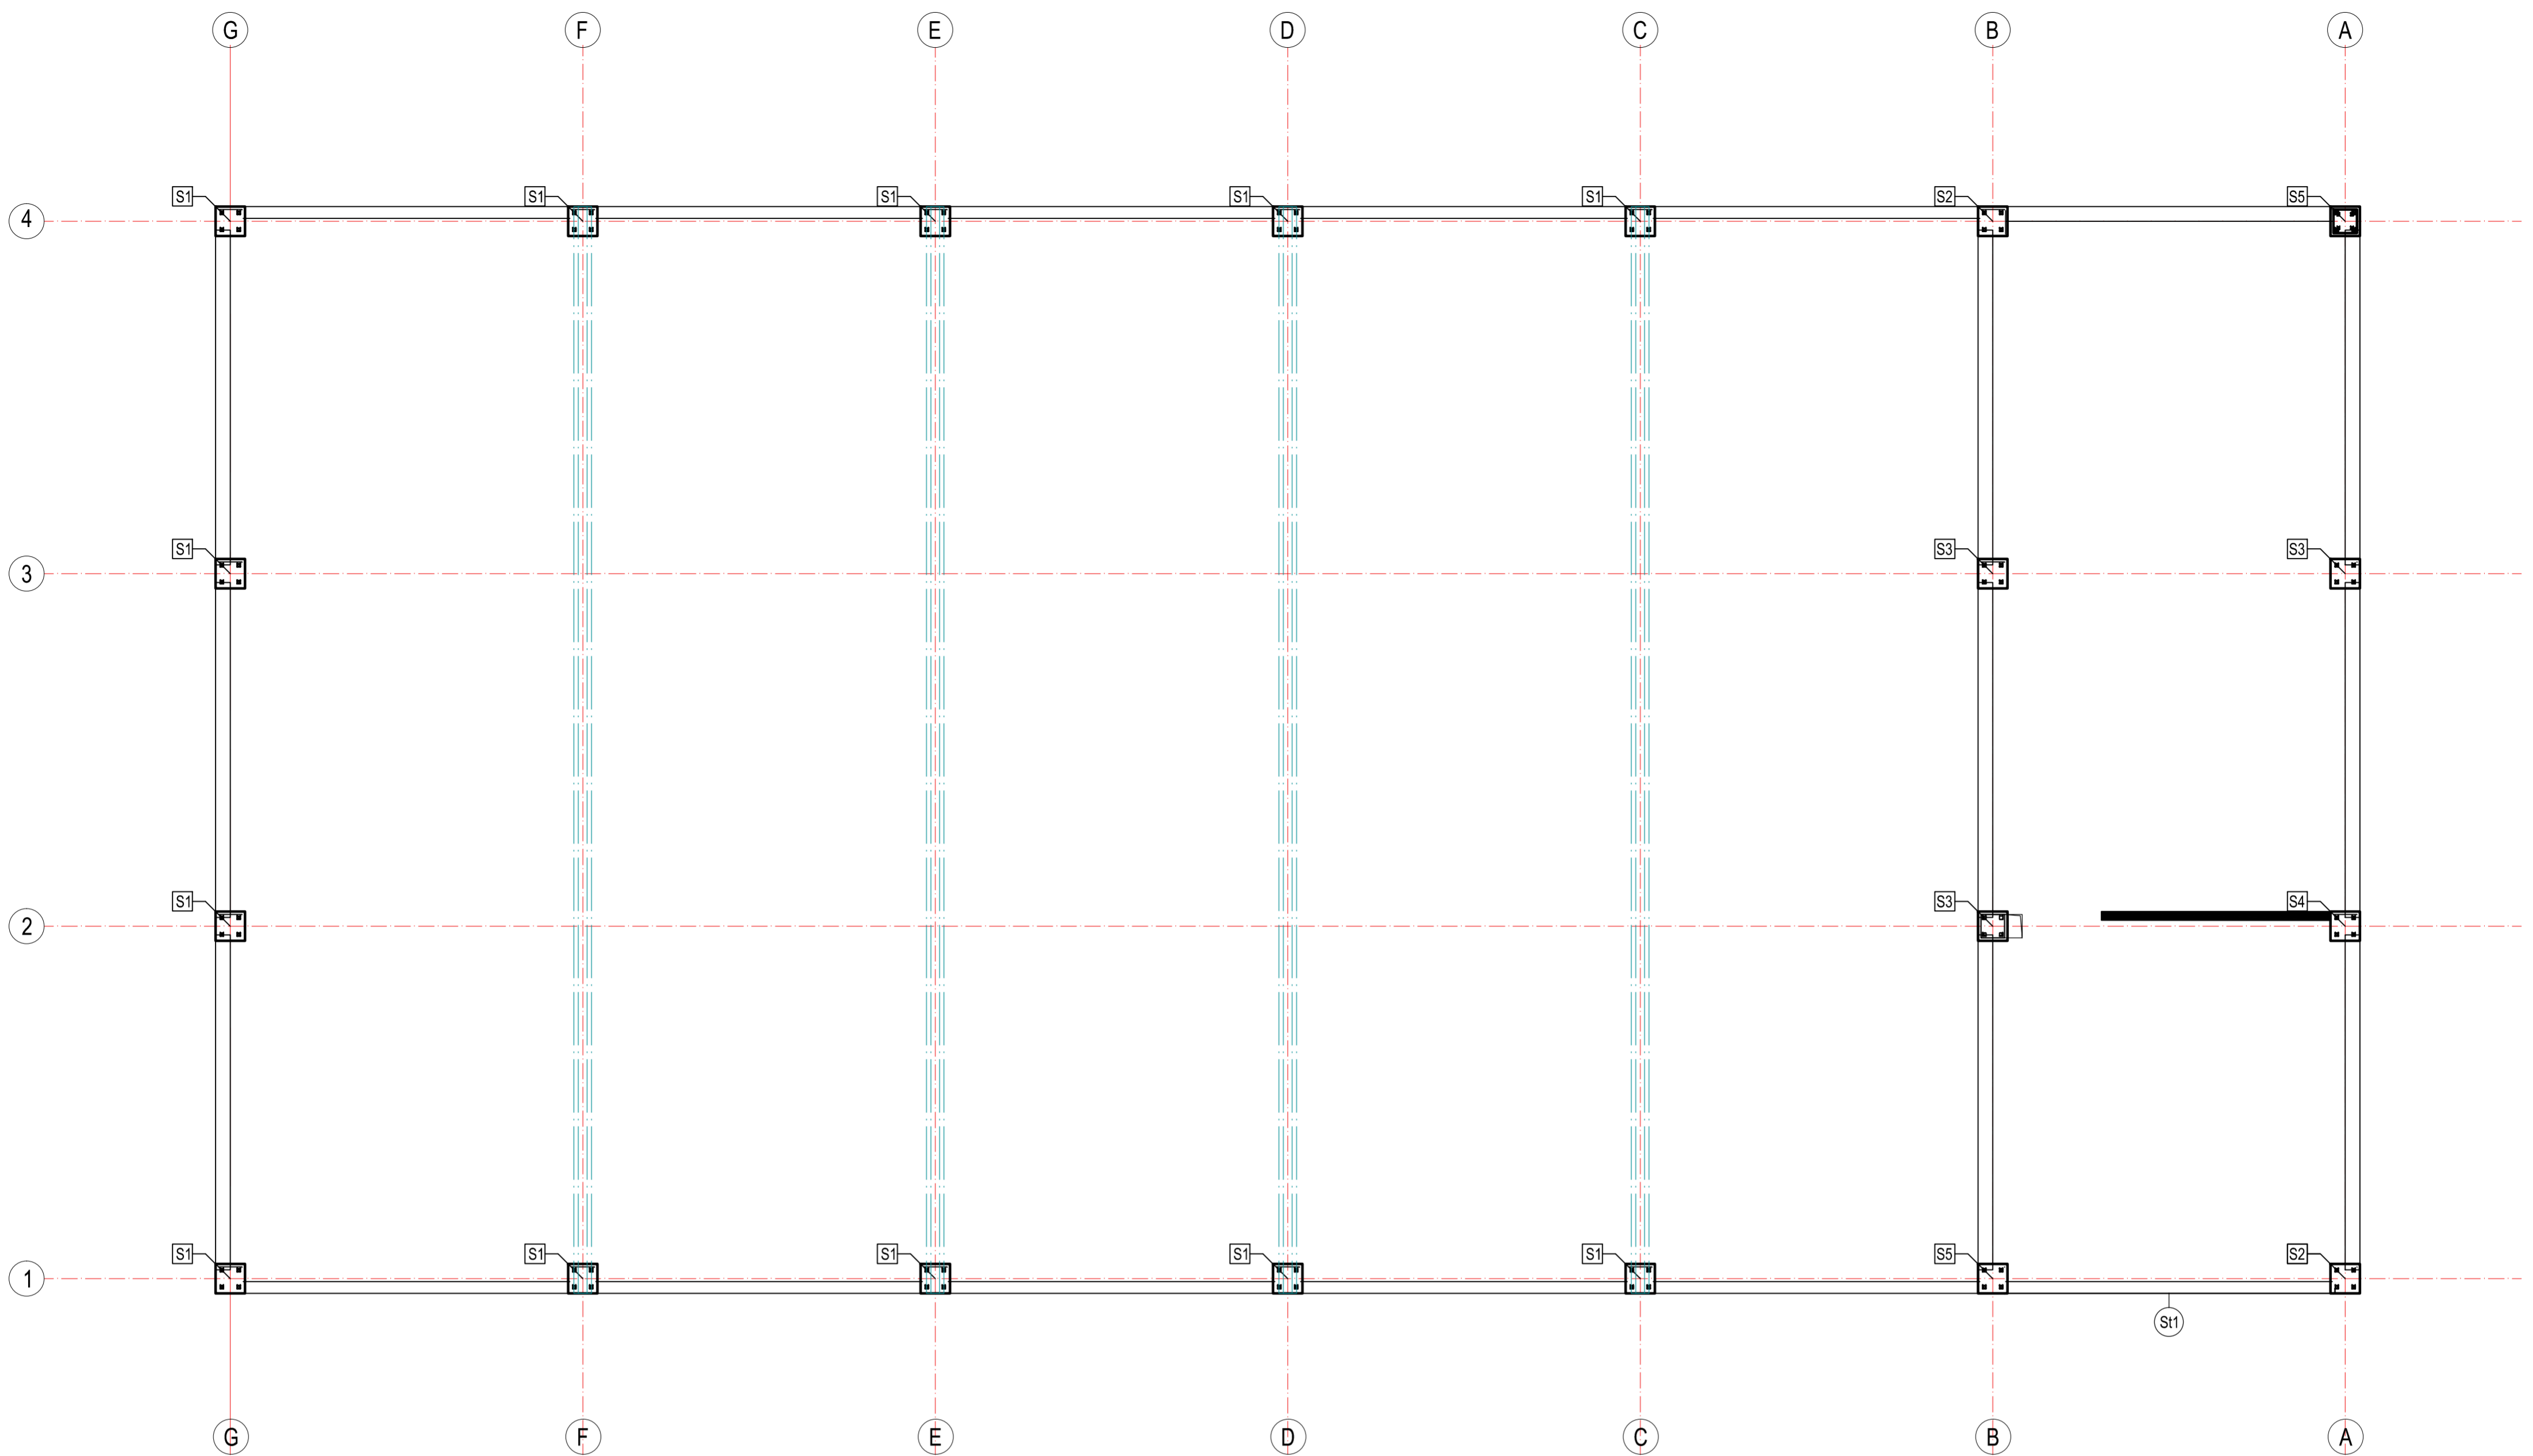 G F E D C B A
S1 S1 S1 S1 S1 S2 S5
4
S1 S3 S3
3
S1 S3 S4
2
S1 S1 S1 S1 S1 S5 S2
1
St1
G F E D C B A